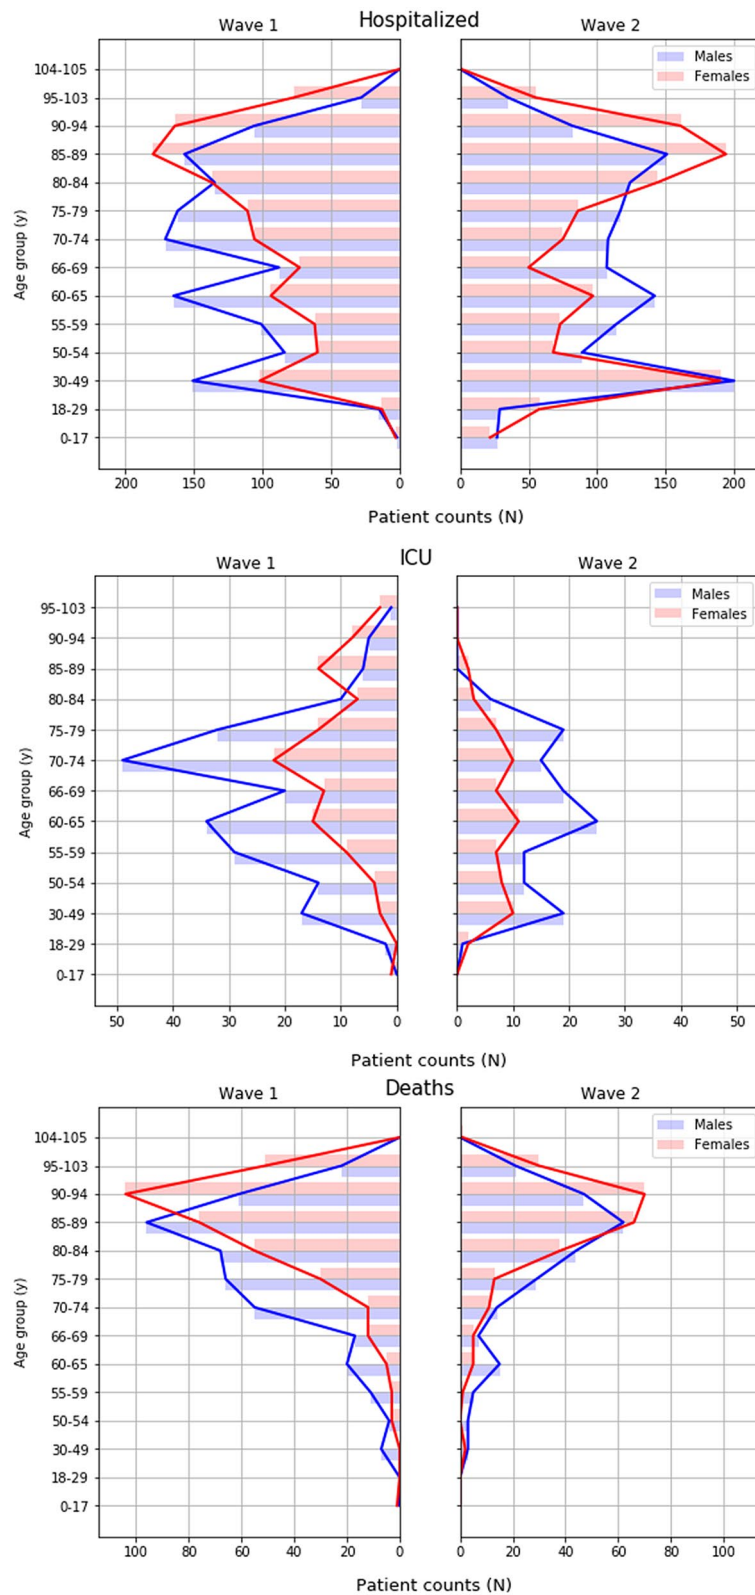 Hospitalized
Wave 1
Wave 2
Males
Females
Age group (y)
104-105
95-103
90-94
85-89
80-84
75-79
70-74
66-69
60-65
55-59
50-54
30-49
18-29
0-17
200 150 100 50 0
0 50 100 150 200
Patient counts (N)
ICU
Wave 1
Wave 2
Males
Females
Age group (y)
95-103
90-94
85-89
80-84
75-79
70-74
66-69
60-65
55-59
50-54
30-49
18-29
0-17
50 40 30 20 10 0
0 10 20 30 40 50
Patient counts (N)
Deaths
Wave 1
Wave 2
Males
Females
Age group (y)
104-105
95-103
90-94
85-89
80-84
75-79
70-74
66-69
60-65
55-59
50-54
30-49
18-29
0-17
100 80 60 40 20 0
0 20 40 60 80 100
Patient counts (N)